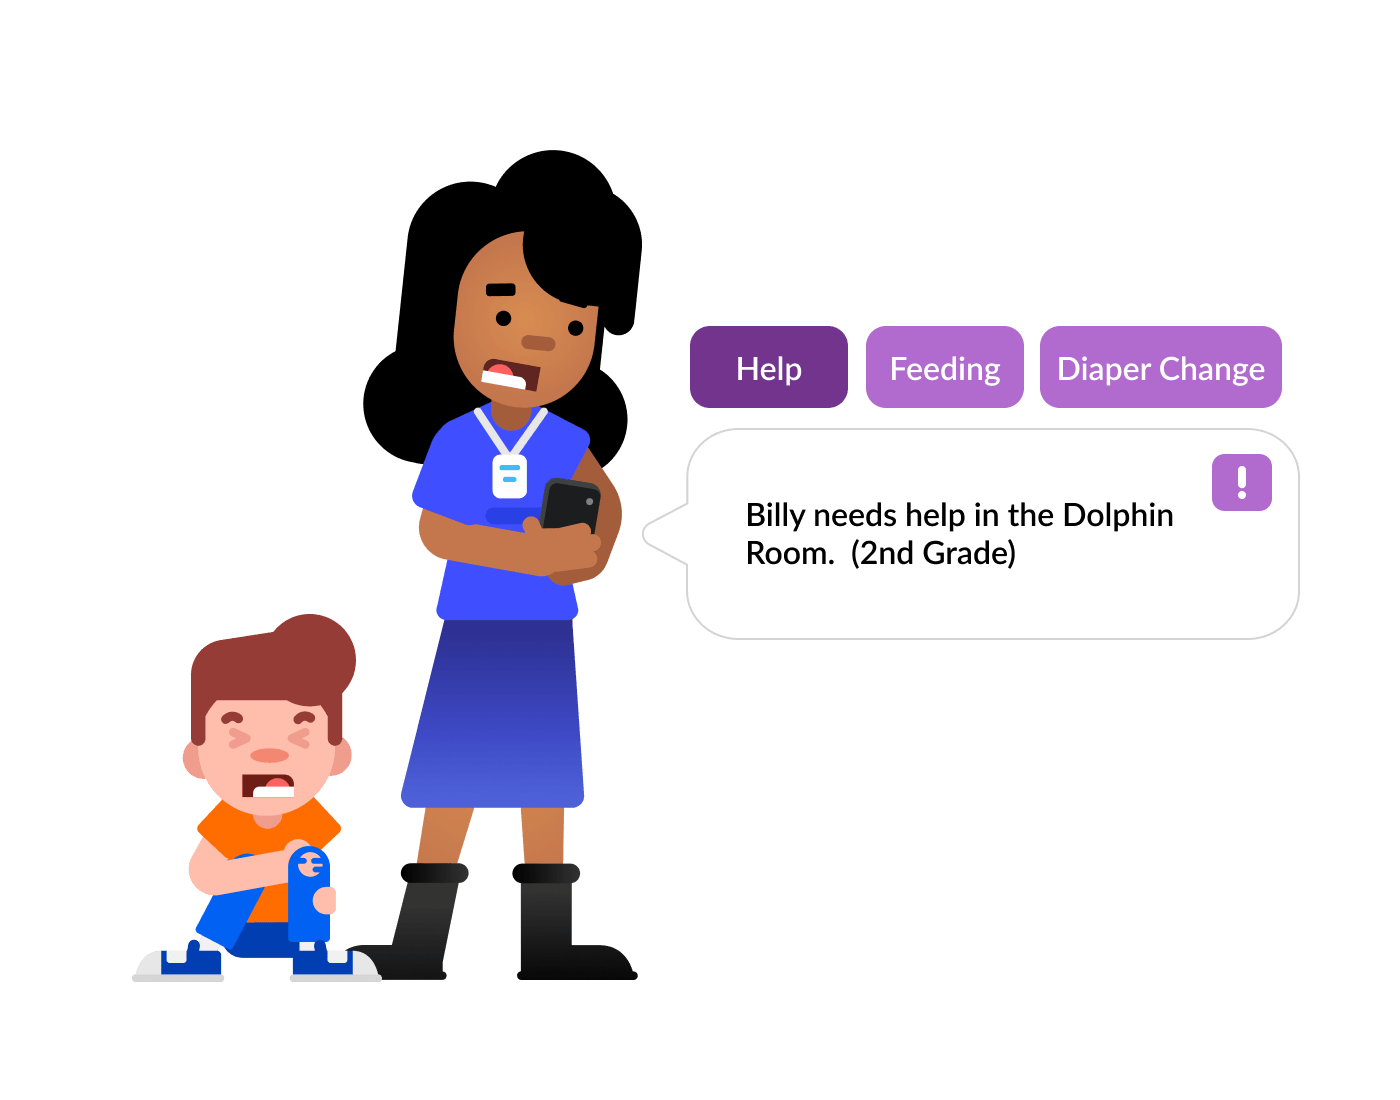 Help
Feeding
Diaper Change
Billy needs help in the Dolphin
Room.  (2nd Grade)